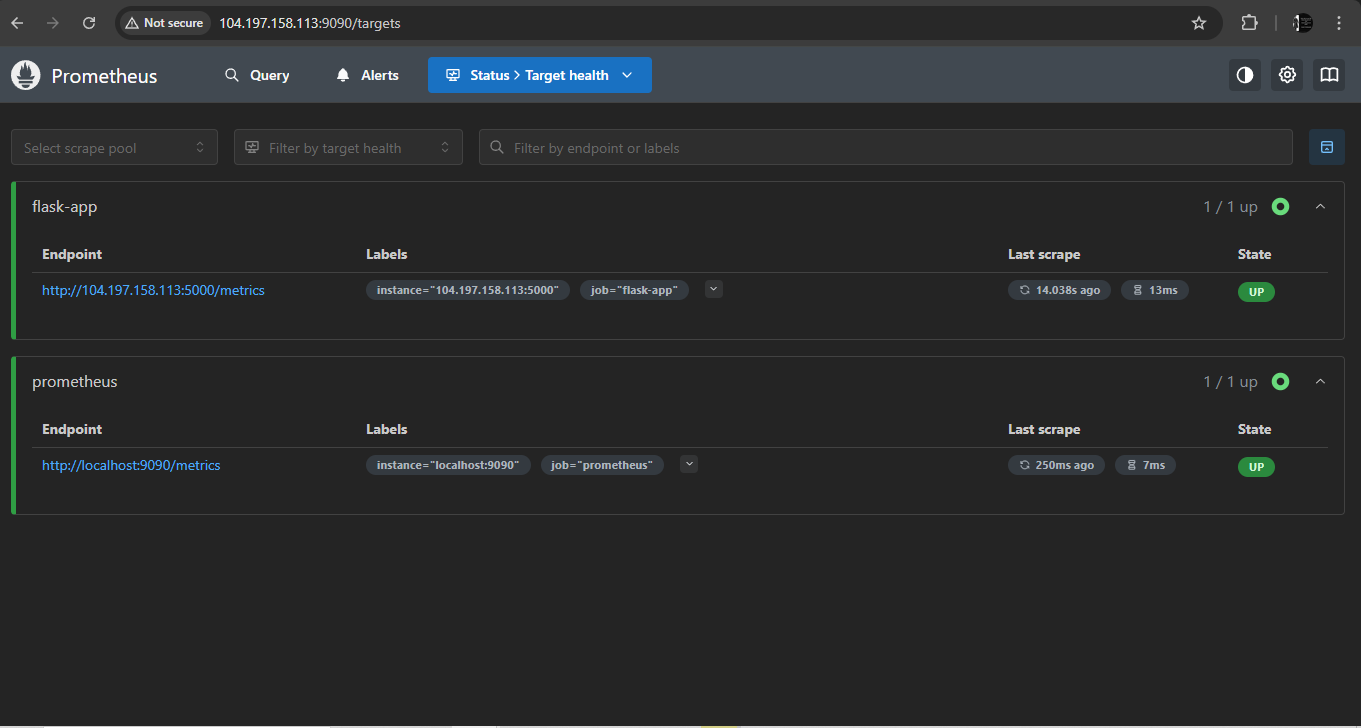 Not secure 104.197.158.113:9090/targets
Prometheus Query Alerts Status > Target health
Select scrape pool Filter by target health Filter by endpoint or labels
flask-app 1 / 1 up
Endpoint Labels Last scrape State
http://104.197.158.113:5000/metrics instance="104.197.158.113:5000" job="flask-app" 14.038s ago 13ms UP
prometheus 1 / 1 up
Endpoint Labels Last scrape State
http://localhost:9090/metrics instance="localhost:9090" job="prometheus" 250ms ago 7ms UP